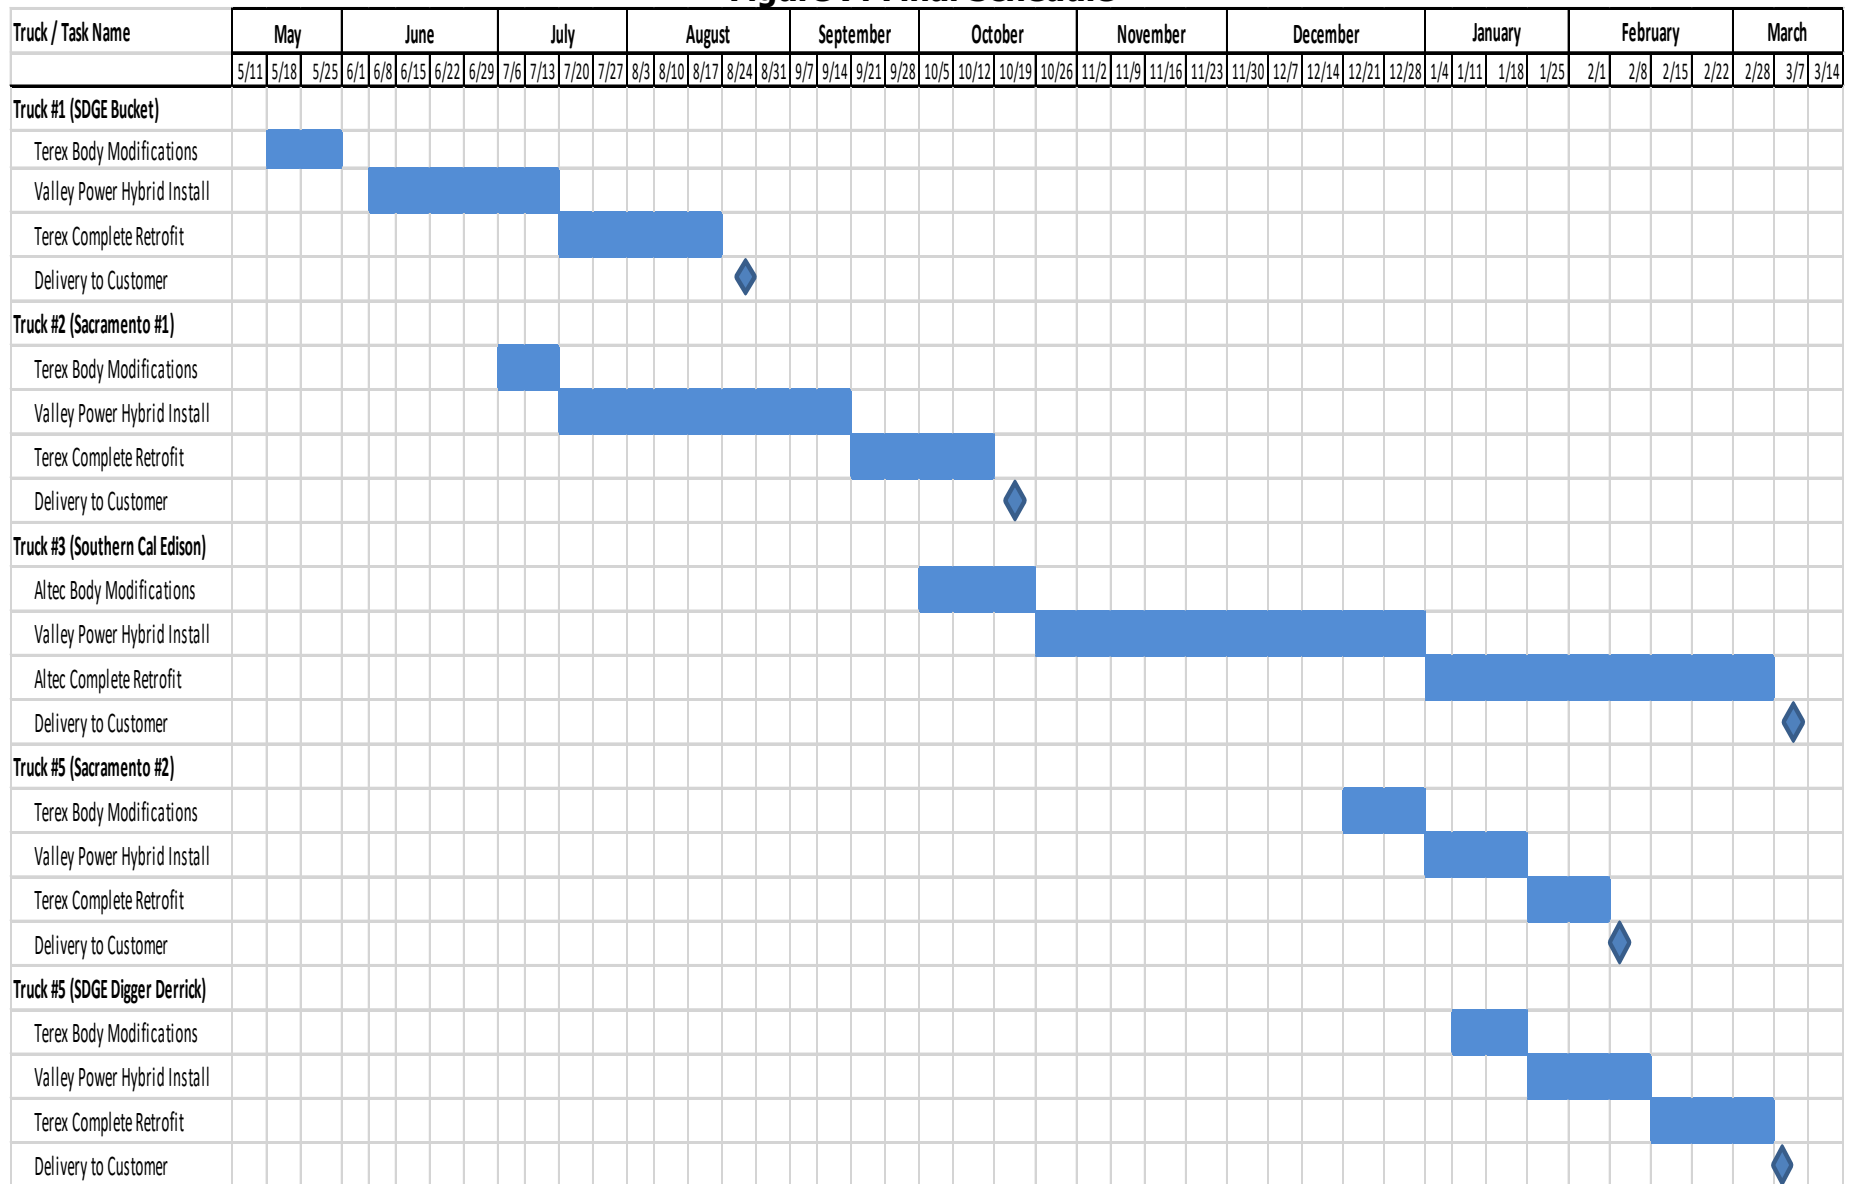 Truck / Task Name May June July August September October November December January February March
5/11 5/18 5/25 6/1 6/8 6/15 6/22 6/29 7/6 7/13 7/20 7/27 8/3 8/10 8/17 8/24 8/31 9/7 9/14 9/21 9/28 10/5 10/12 10/19 10/26 11/2 11/9 11/16 11/23 11/30 12/7 12/14 12/21 12/28 1/4 1/11 1/18 1/25 2/1 2/8 2/15 2/22 2/28 3/7 3/14
Truck #1 (SDGE Bucket)
Terex Body Modifications
Valley Power Hybrid Install
Terex Complete Retrofit
Delivery to Customer
Truck #2 (Sacramento #1)
Terex Body Modifications
Valley Power Hybrid Install
Terex Complete Retrofit
Delivery to Customer
Truck #3 (Southern Cal Edison)
Altec Body Modifications
Valley Power Hybrid Install
Altec Complete Retrofit
Delivery to Customer
Truck #5 (Sacramento #2)
Terex Body Modifications
Valley Power Hybrid Install
Terex Complete Retrofit
Delivery to Customer
Truck #5 (SDGE Digger Derrick)
Terex Body Modifications
Valley Power Hybrid Install
Terex Complete Retrofit
Delivery to Customer